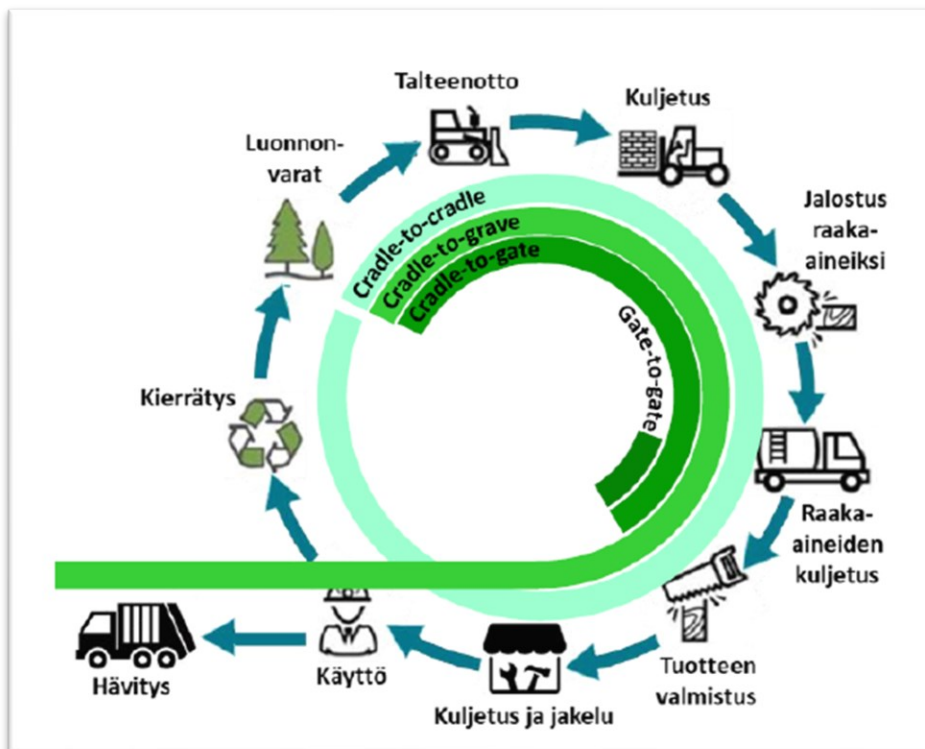 Talteenotto
Kuljetus
Luonnon-
varat
Jalostus
raaka-
aineiksi
Cradle-to-cradle
Cradle-to-grave
Cradle-to-gate
Gate-to-gate
Kierrätys
Raaka-
aineiden
kuljetus
Tuotteen
valmistus
Kuljetus ja jakelu
Käyttö
Hävitys